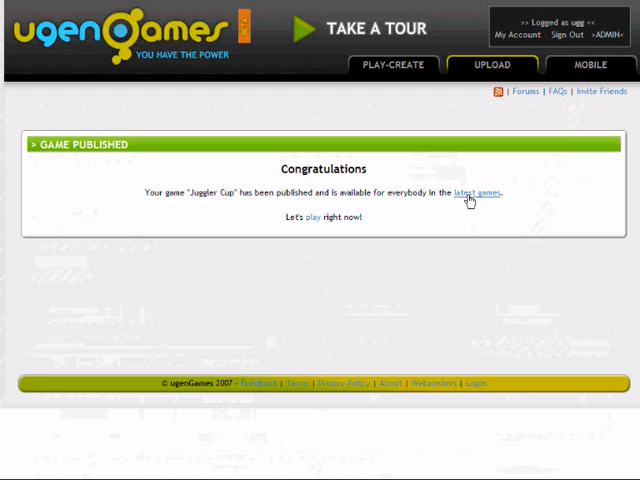 ugenGames
BETA
YOU HAVE THE POWER
TAKE A TOUR
>> Logged as ugg <<
My Account Sign Out >ADMIN<
PLAY-CREATE
UPLOAD
MOBILE
| Forums | FAQs | Invite Friends
> GAME PUBLISHED
Congratulations
Your game "Juggler Cup" has been published and is available for everybody in the latest games.
Let's play right now!
© ugenGames 2007 - Feedback | Terms | Privacy Policy | About | Webmasters | Logos